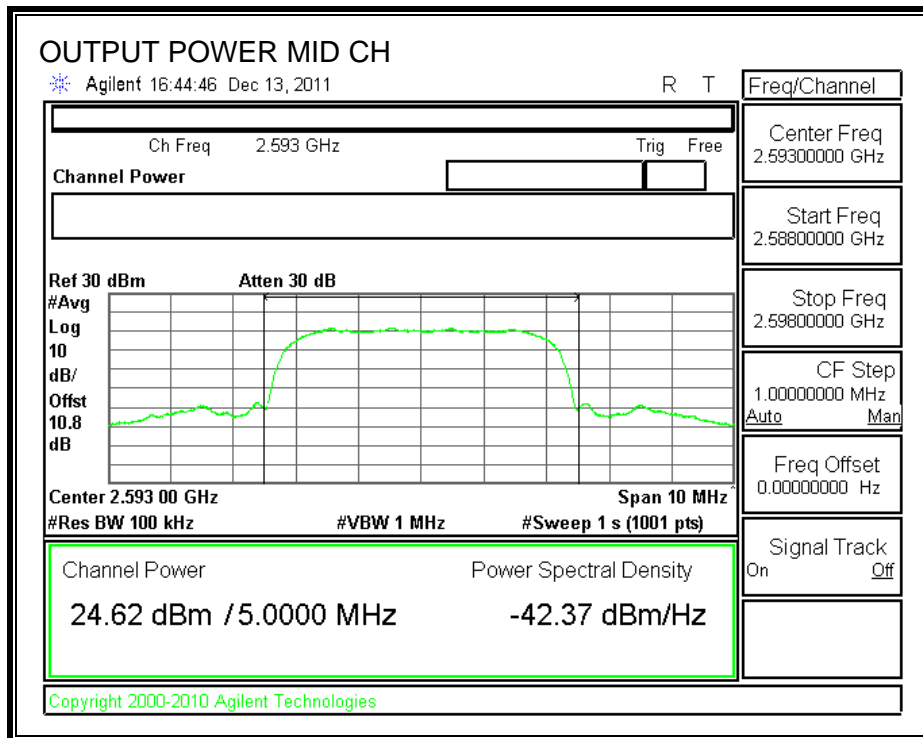 OUTPUT POWER MID CH
Agilent 16:44:46 Dec 13, 2011 R T
Freq/Channel
Ch Freq 2.593 GHz Trig Free
Channel Power
Center Freq
2.59300000 GHz
Start Freq
2.58800000 GHz
Stop Freq
2.59800000 GHz
CF Step
1.00000000 MHz
Auto Man
Freq Offset
0.00000000 Hz
Signal Track
On Off
Ref 30 dBm Atten 30 dB
#Avg
Log
10
dB/
Offst
10.8
dB
Center 2.593 00 GHz Span 10 MHz
#Res BW 100 kHz #VBW 1 MHz #Sweep 1 s (1001 pts)
Channel Power Power Spectral Density
24.62 dBm / 5.0000 MHz -42.37 dBm/Hz
Copyright 2000-2010 Agilent Technologies